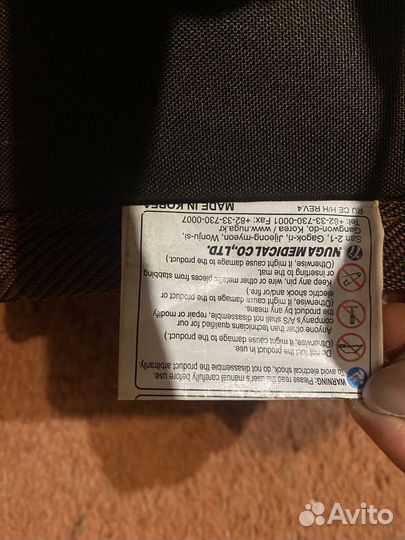 WARNING: Please read the user's manual carefully before use.
To avoid electrical shock, do not disassemble the product arbitrarily.
Do not fold the product in use.
(Otherwise, it might cause damage the product.)
Anyone other than technicians qualified for our
company's A/S shall not disassemble, repair or modify
the product by any means.
(Otherwise, it might cause damage to the product or
electric shock and/or fire.)
Keep any pin, wire or other metallic pieces from stabbing
or inserting to the mat.
(Otherwise, it might cause damage the product.)
NUGA MEDICAL CO.,LTD.
San 2-1, Gagok-ri, Jijeong-myeon, Wonju-si,
Gangwon-do, Korea / www.nuga.kr
Tel: +82-33-730-0001 Fax: +82-33-730-0007
MADE IN KOREA
RU CE H/H REV.4
Avito